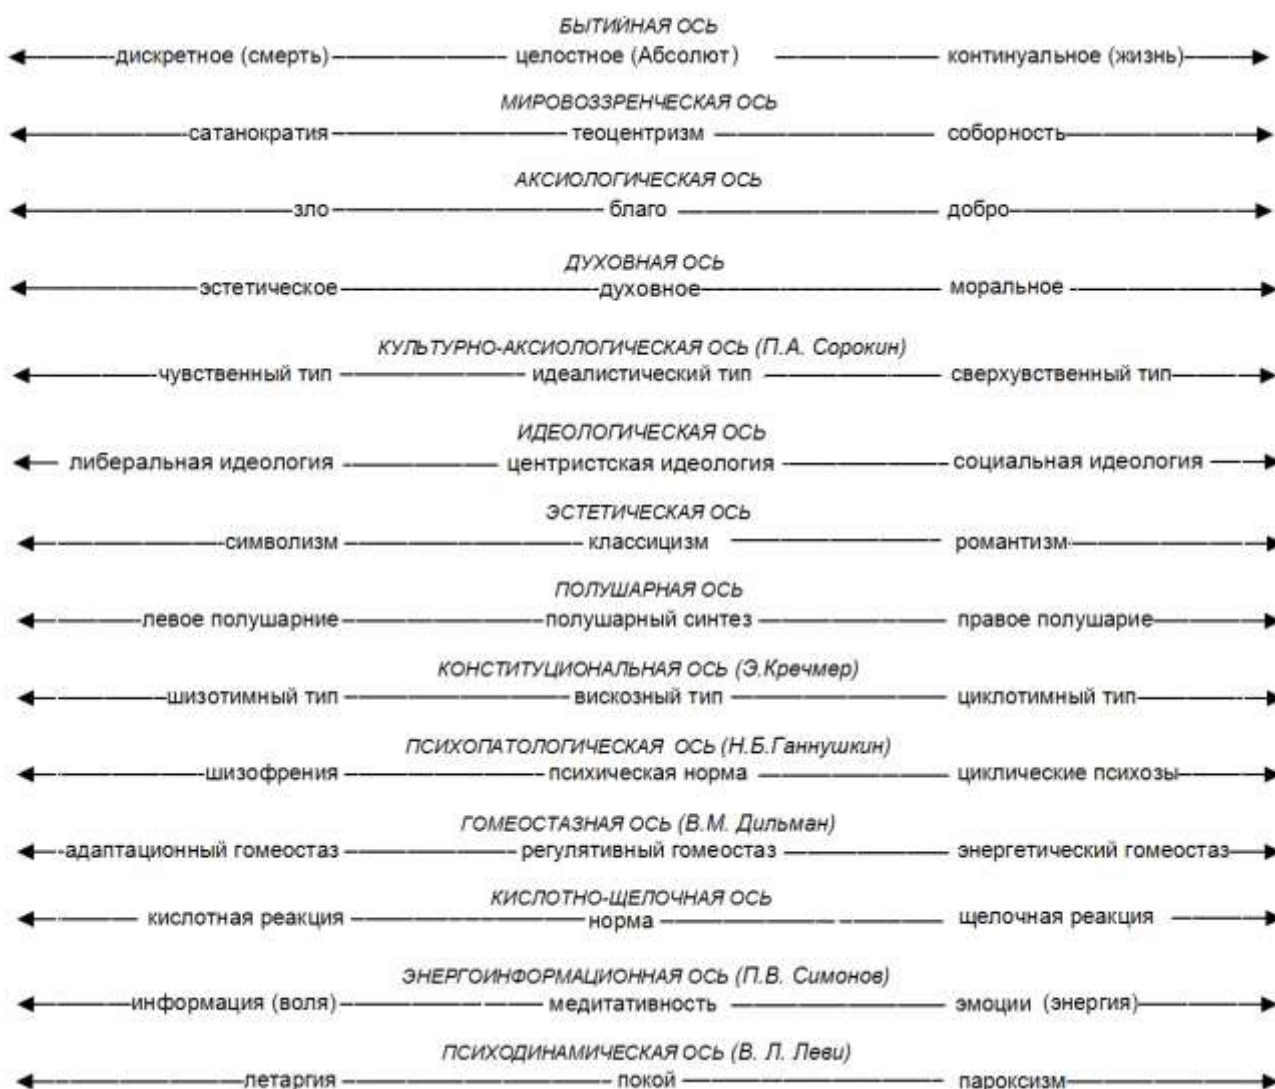 БЫТИЙНАЯ ОСЬ
дискретное (смерть) целостное (Абсолют) континуальное (жизнь)
МИРОВОЗЗРЕНЧЕСКАЯ ОСЬ
сатанократия теоцентризм соборность
АКСИОЛОГИЧЕСКАЯ ОСЬ
зло благо добро
ДУХОВНАЯ ОСЬ
эстетическое духовное моральное
КУЛЬТУРНО-АКСИОЛОГИЧЕСКАЯ ОСЬ (П.А. Сорокин)
чувственный тип идеалистический тип сверхувственный тип
ИДЕОЛОГИЧЕСКАЯ ОСЬ
либеральная идеология центристская идеология социальная идеология
ЭСТЕТИЧЕСКАЯ ОСЬ
символизм классицизм романтизм
ПОЛУШАРНАЯ ОСЬ
левое полушарние полушарный синтез правое полушарие
КОНСТИТУЦИОНАЛЬНАЯ ОСЬ (Э.Кречмер)
шизотимный тип вискозный тип циклотимный тип
ПСИХОПАТОЛОГИЧЕСКАЯ ОСЬ (Н.Б.Ганнушкин)
шизофрения психическая норма циклические психозы
ГОМЕОСТАЗНАЯ ОСЬ (В.М. Дильман)
адаптационный гомеостаз регулятивный гомеостаз энергетический гомеостаз
КИСЛОТНО-ЩЕЛОЧНАЯ ОСЬ
кислотная реакция норма щелочная реакция
ЭНЕРГОИНФОРМАЦИОННАЯ ОСЬ (П.В. Симонов)
информация (воля) медитативность эмоции (энергия)
ПСИХОДИНАМИЧЕСКАЯ ОСЬ (В. Л. Леви)
летаргия покой пароксизм